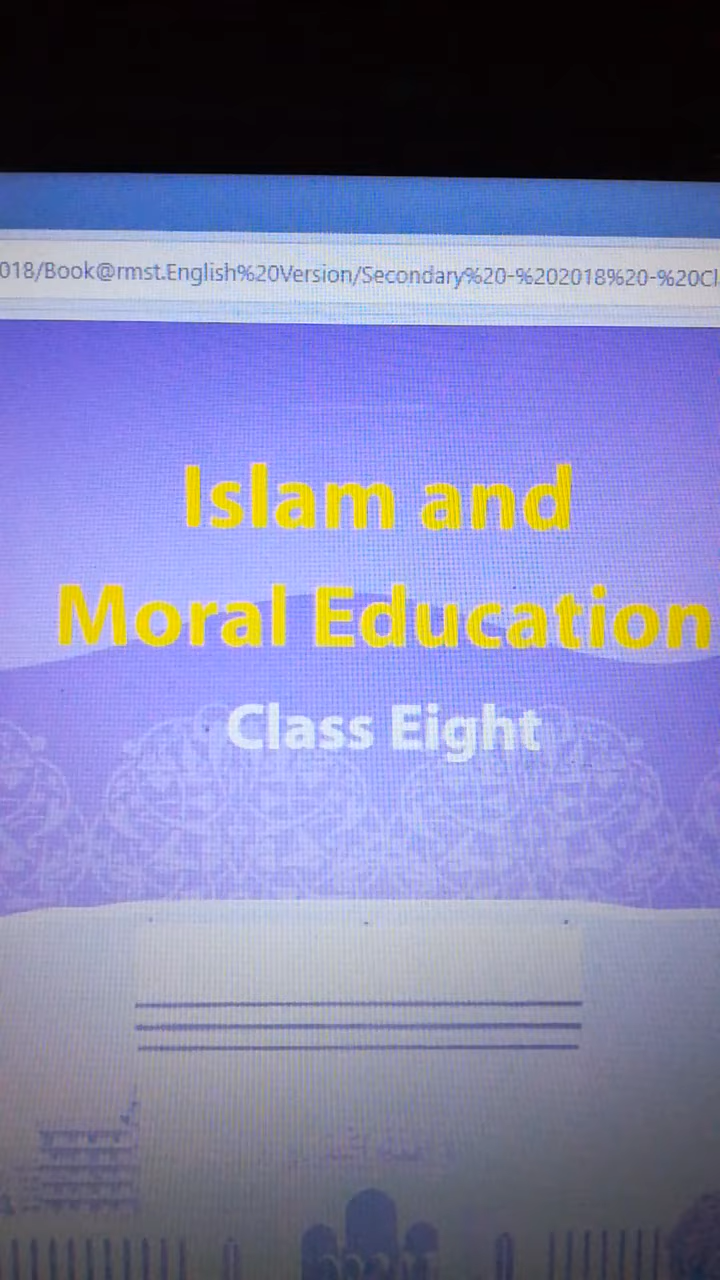 018/Book@rmst.English%20Version/Secondary%20-%202018%20-%20Cl
Islam and
Moral Education
Class Eight